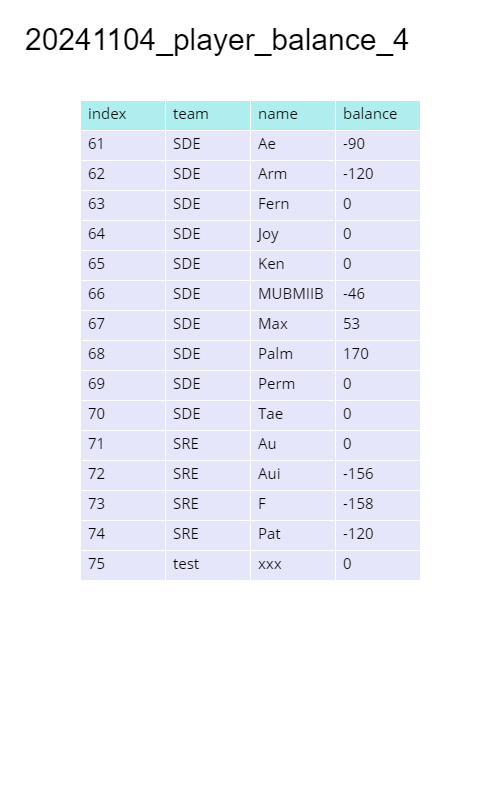 20241104_player_balance_4
index team name balance
61 SDE Ae -90
62 SDE Arm -120
63 SDE Fern 0
64 SDE Joy 0
65 SDE Ken 0
66 SDE MUBMIIB -46
67 SDE Max 53
68 SDE Palm 170
69 SDE Perm 0
70 SDE Tae 0
71 SRE Au 0
72 SRE Aui -156
73 SRE F -158
74 SRE Pat -120
75 test xxx 0